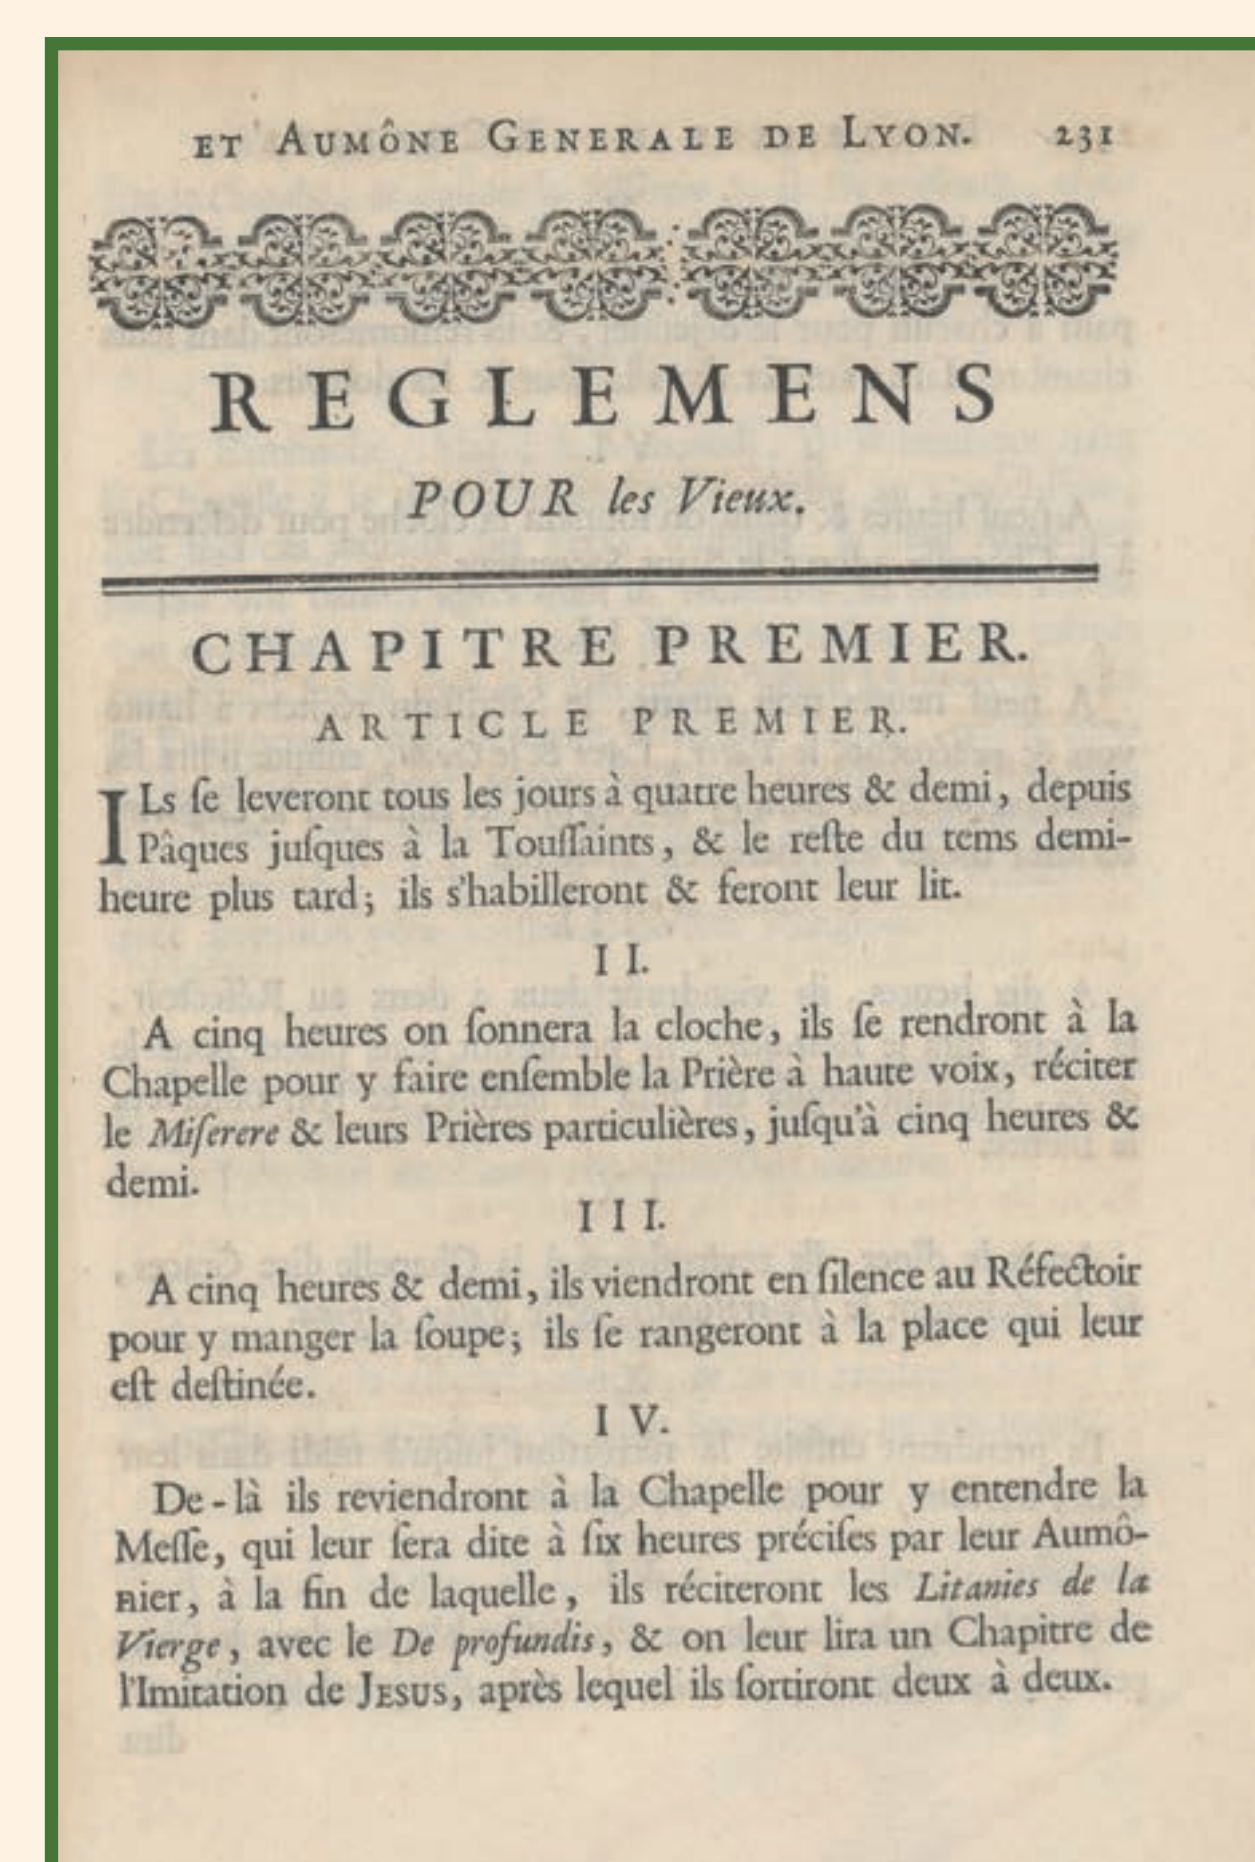 ET AUMÔNE GENERALE DE LYON. 231
REGLEMENS
POUR les Vieux.
CHAPITRE PREMIER.
ARTICLE PREMIER.
ILs ſe leveront tous les jours à quatre heures & demi, depuis
Pâques juſques à la Touſſaints, & le reſte du tems demi-
heure plus tard; ils s'habilleront & feront leur lit.
II.
A cinq heures on ſonnera la cloche, ils ſe rendront à la
Chapelle pour y faire enſemble la Prière à haute voix, réciter
le Miſerere & leurs Prières particulières, juſqu'à cinq heures &
demi.
III.
A cinq heures & demi, ils viendront en ſilence au Réfectoir
pour y manger la ſoupe; ils ſe rangeront à la place qui leur
eſt deſtinée.
IV.
De-là ils reviendront à la Chapelle pour y entendre la
Meſſe, qui leur ſera dite à ſix heures préciſes par leur Aumô-
nier, à la fin de laquelle, ils réciteront les Litanies de la
Vierge, avec le De profundis, & on leur lira un Chapitre de
l'Imitation de JESUS, après lequel ils ſortiront deux à deux.